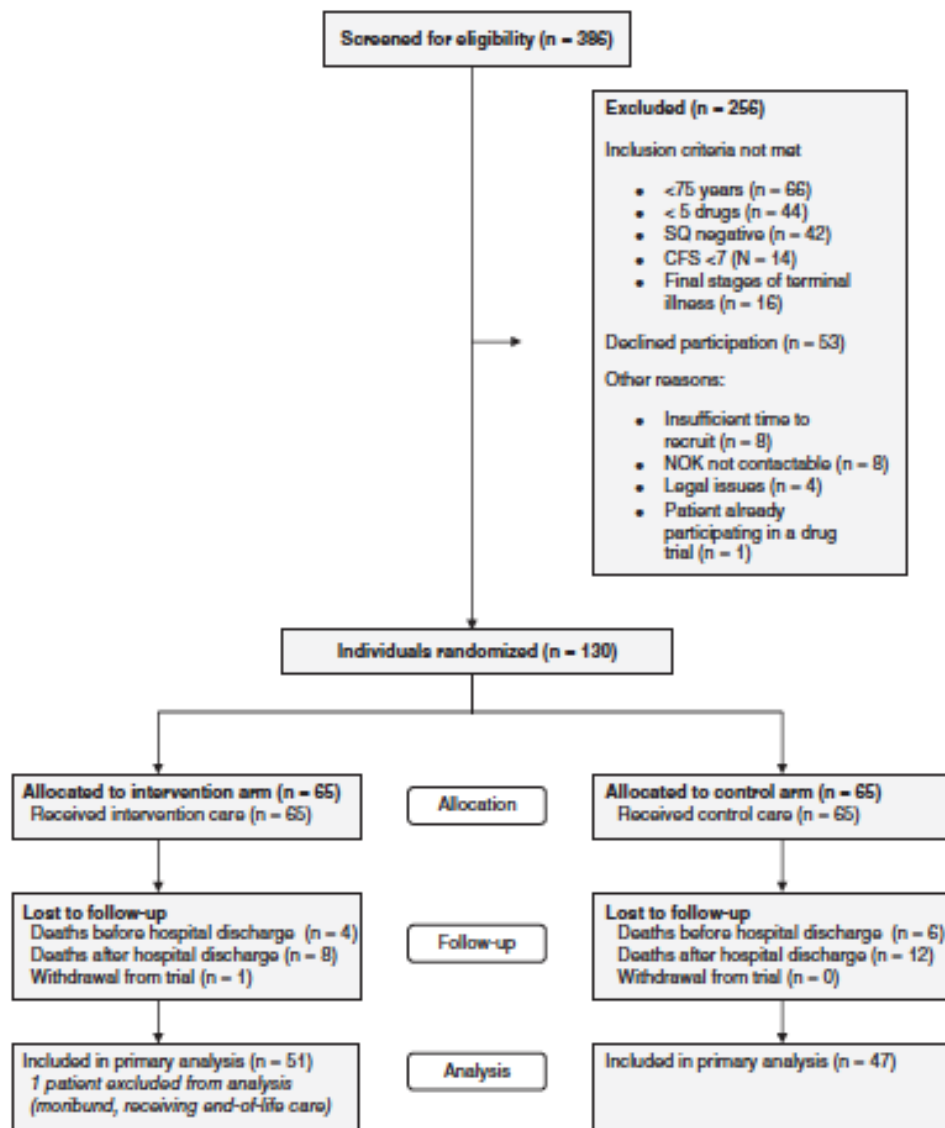 Screened for eligibility (n = 386)
Excluded (n = 256)
Inclusion criteria not met
• <75 years (n = 66)
• < 5 drugs (n = 44)
• SQ negative (n = 42)
• CFS <7 (N = 14)
• Final stages of terminal
illness (n = 16)
Declined participation (n = 53)
Other reasons:
• Insufficient time to
recruit (n = 8)
• NOK not contactable (n = 8)
• Legal issues (n = 4)
• Patient already
participating in a drug
trial (n = 1)
Individuals randomized (n = 130)
Allocated to intervention arm (n = 65)
Received intervention care (n = 65)
Allocation
Allocated to control arm (n = 65)
Received control care (n = 65)
Lost to follow-up
Deaths before hospital discharge (n = 4)
Deaths after hospital discharge (n = 8)
Withdrawal from trial (n = 1)
Follow-up
Lost to follow-up
Deaths before hospital discharge (n = 6)
Deaths after hospital discharge (n = 12)
Withdrawal from trial (n = 0)
Included in primary analysis (n = 51)
1 patient excluded from analysis
(moribund, receiving end-of-life care)
Analysis
Included in primary analysis (n = 47)